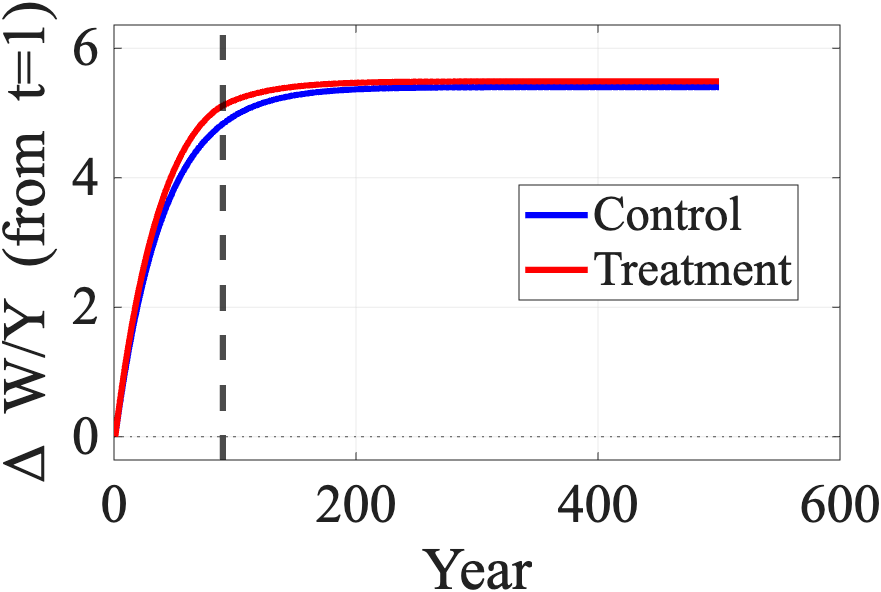 Δ W/Y (from t=1)
6
4
2
0
0 200 400 600
Year
Control
Treatment